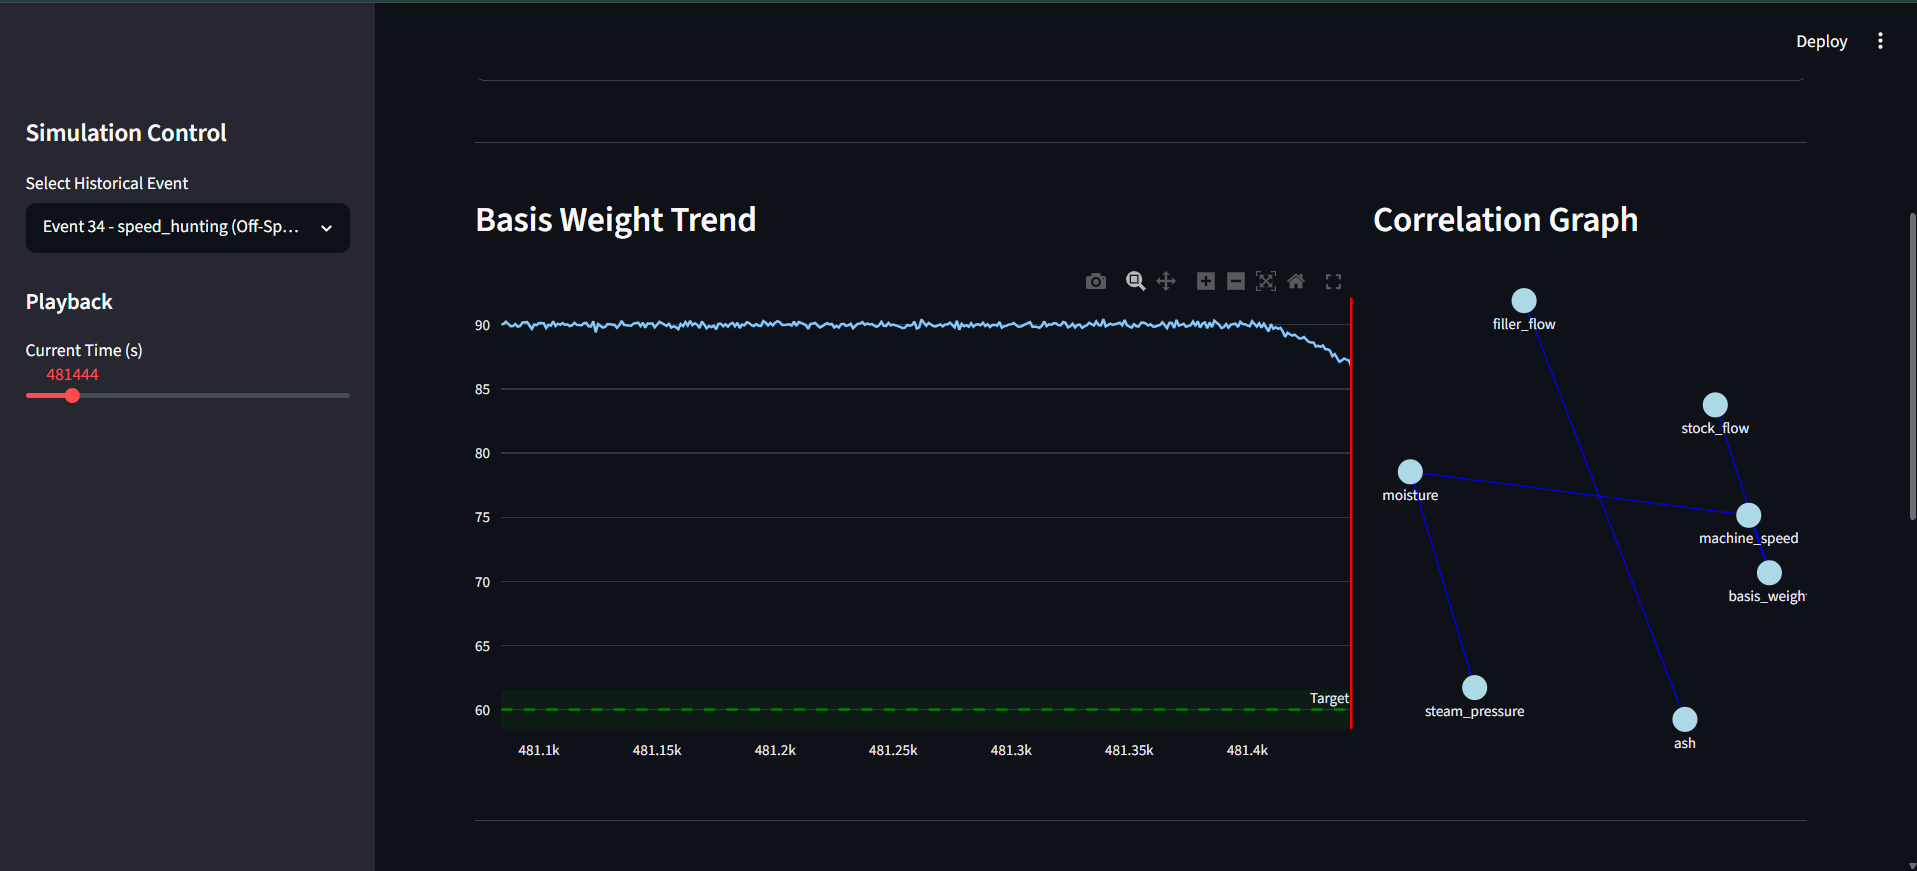 Deploy
Simulation Control
Select Historical Event
Event 34 - speed_hunting (Off-Sp...
Playback
Current Time (s)
481444
Basis Weight Trend
90
85
80
75
70
65
60
Target
481.1k
481.15k
481.2k
481.25k
481.3k
481.35k
481.4k
Correlation Graph
filler_flow
stock_flow
moisture
machine_speed
basis_weigh
steam_pressure
ash